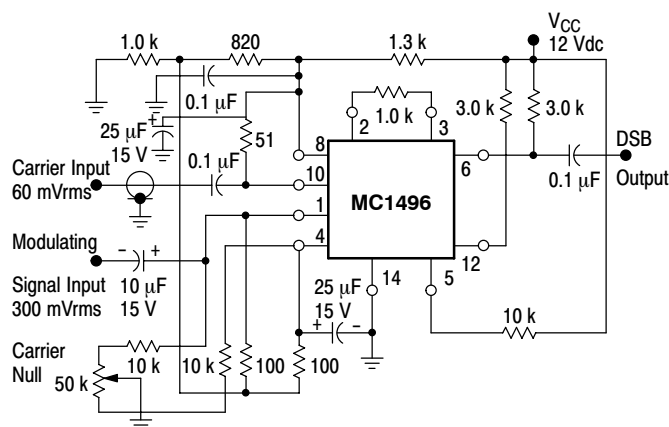 1.0 k
820
1.3 k
VCC
12 Vdc
0.1 μF
25 μF
15 V
+
51
2
1.0 k
3
3.0 k
3.0 k
DSB
Output
0.1 μF
Carrier Input
60 mVrms
0.1 μF
8
10
1
4
MC1496
6
12
14
5
Modulating
Signal Input
300 mVrms
- +
10 μF
15 V
25 μF
15 V
+ -
10 k
Carrier
Null
50 k
10 k
10 k
100
100